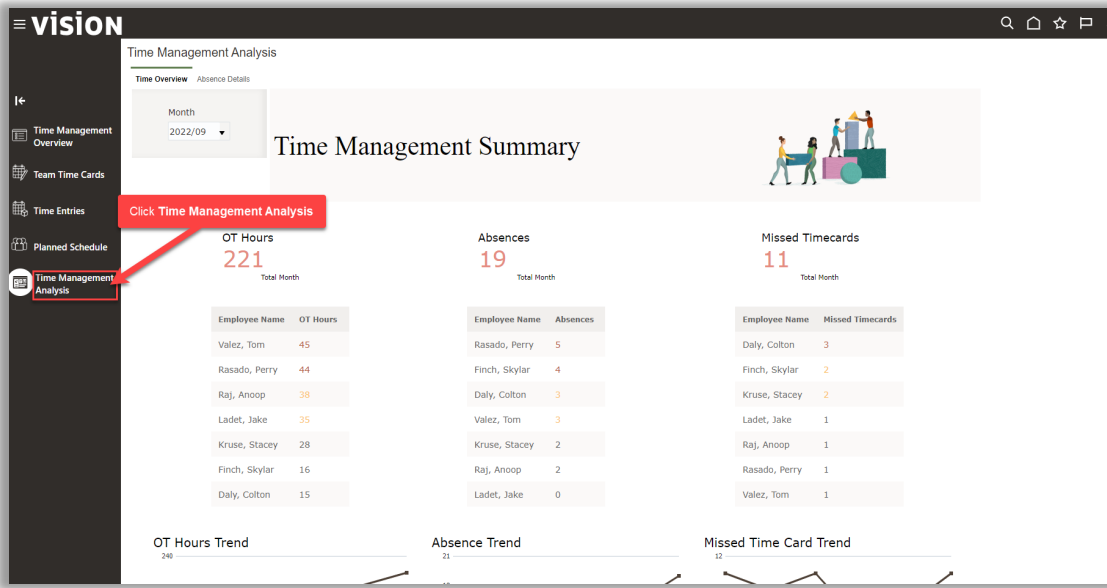 vision
Time Management Analysis
Time Overview Absence Details
Month
2022/09
Time Management Summary
Time Management
Overview
Team Time Cards
Time Entries
Planned Schedule
Time Management
Analysis
Click Time Management Analysis
OT Hours
221
Total Month
Absences
19
Total Month
Missed Timecards
11
Total Month
Employee Name OT Hours
Valez, Tom 45
Rasado, Perry 44
Raj, Anoop 38
Ladet, Jake 35
Kruse, Stacey 28
Finch, Skylar 16
Daly, Colton 15
Employee Name Absences
Rasado, Perry 5
Finch, Skylar 4
Daly, Colton 3
Valez, Tom 3
Kruse, Stacey 2
Raj, Anoop 2
Ladet, Jake 0
Employee Name Missed Timecards
Daly, Colton 3
Finch, Skylar 2
Kruse, Stacey 2
Ladet, Jake 1
Raj, Anoop 1
Rasado, Perry 1
Valez, Tom 1
OT Hours Trend
240
Absence Trend
21
Missed Time Card Trend
12